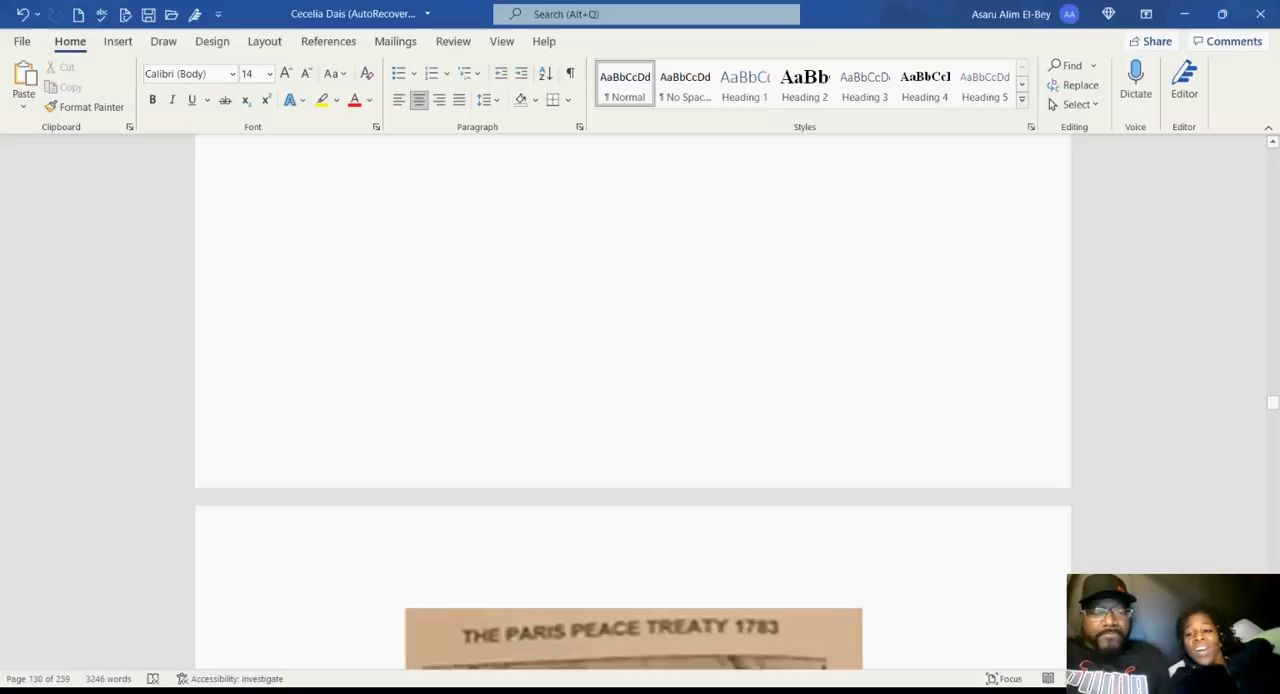 Cecelia Dais (AutoRecover...
Search (Alt+Q)
Asaru Alim El-Bey
AA
File
Home
Insert
Draw
Design
Layout
References
Mailings
Review
View
Help
Share
Comments
Paste
Cut
Copy
Format Painter
Clipboard
Calibri (Body)
14
Font
Paragraph
AaBbCcDd
¶ Normal
AaBbCcDd
¶ No Spac...
AaBbCc
Heading 1
AaBb
Heading 2
AaBbCcD
Heading 3
AaBbCcI
Heading 4
AaBbCcDd
Heading 5
Styles
Find
Replace
Select
Editing
Dictate
Voice
Editor
Editor
THE PARIS PEACE TREATY 1783
Page 130 of 259
3246 words
Accessibility: Investigate
Focus